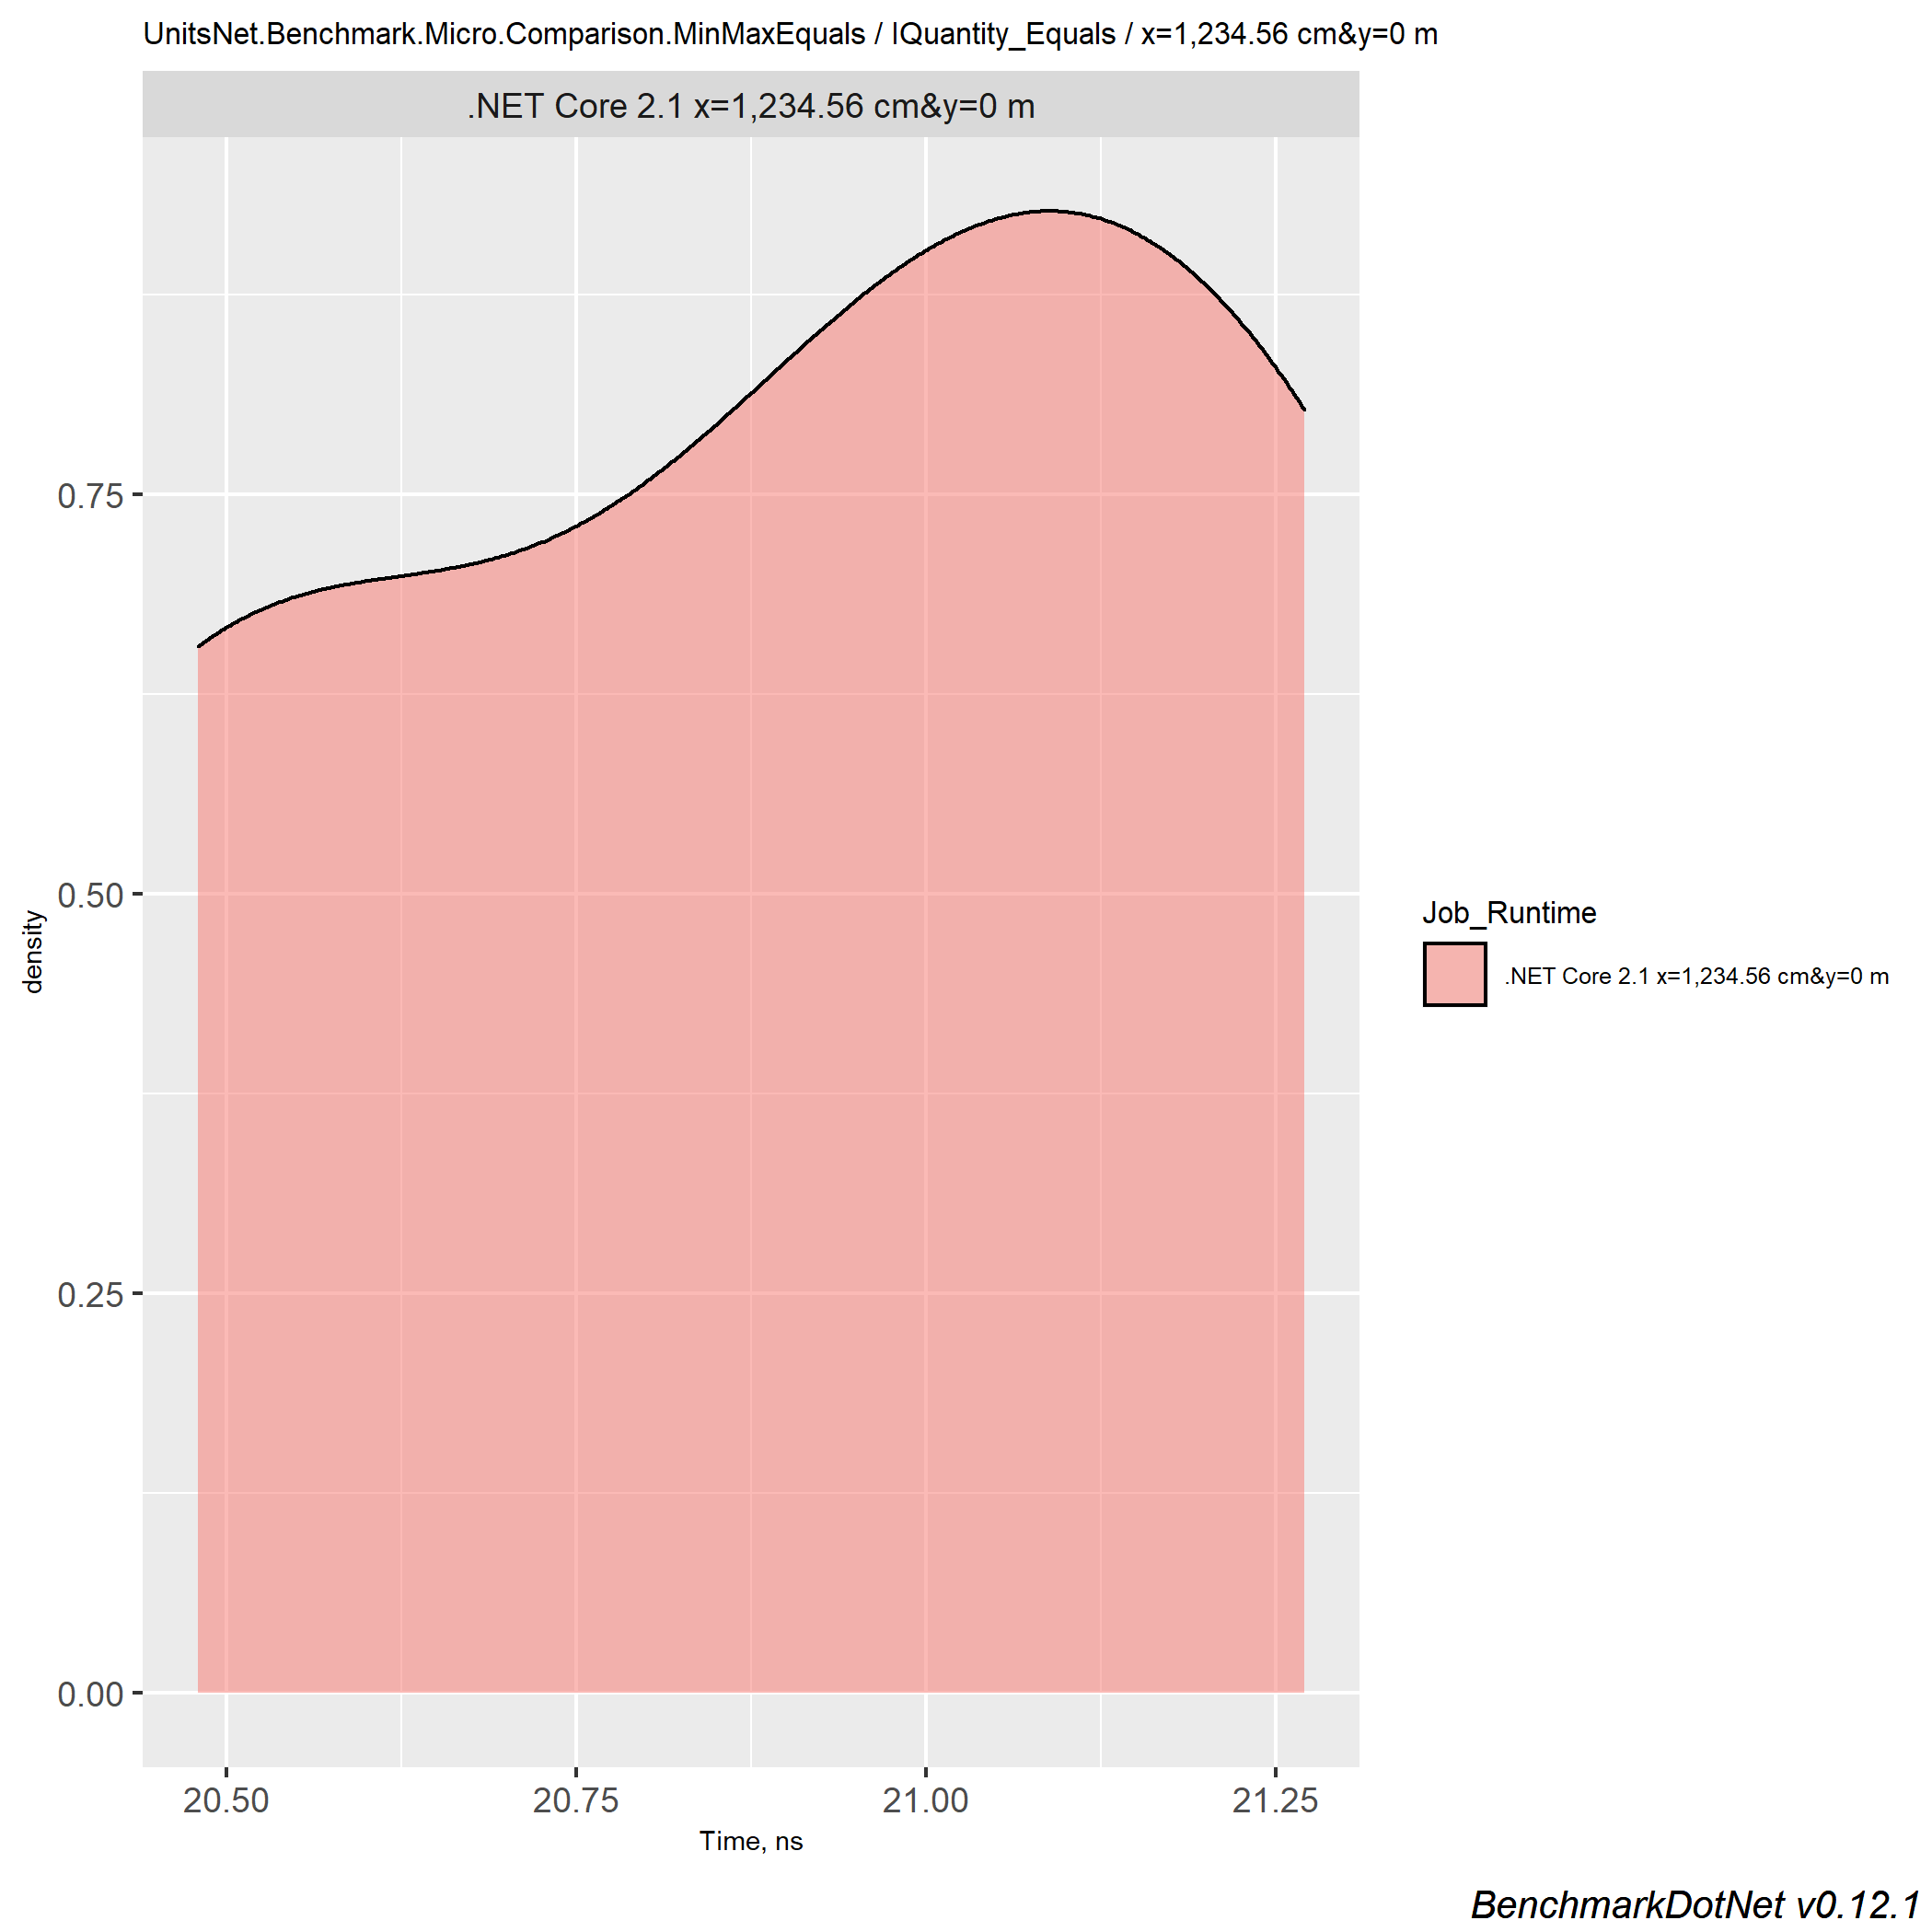 UnitsNet.Benchmark.Micro.Comparison.MinMaxEquals / IQuantity_Equals / x=1,234.56 cm&y=0 m
.NET Core 2.1 x=1,234.56 cm&y=0 m
0.75
0.50
0.25
0.00
density
20.50 20.75 21.00 21.25
Time, ns
Job_Runtime
.NET Core 2.1 x=1,234.56 cm&y=0 m
BenchmarkDotNet v0.12.1